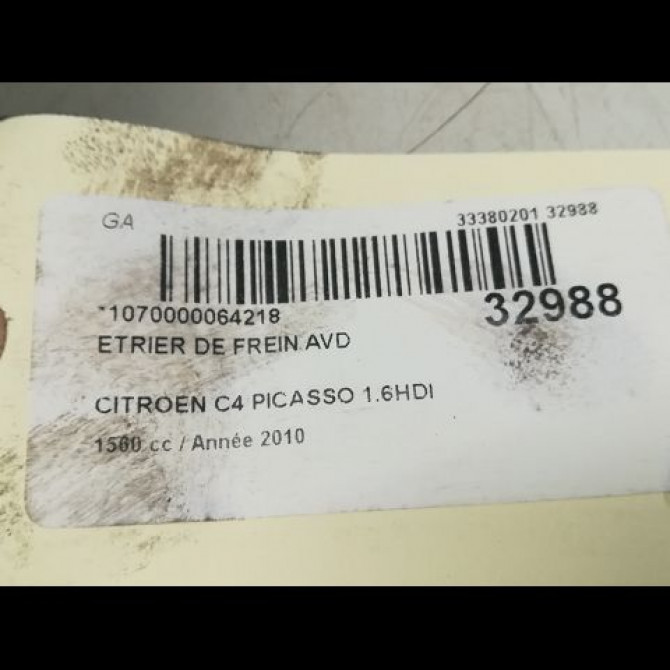 GA 33380201 32988
*1070000064218 32988
ETRIER DE FREIN AVD
CITROEN C4 PICASSO 1.6HDI
1560 cc / Année 2010